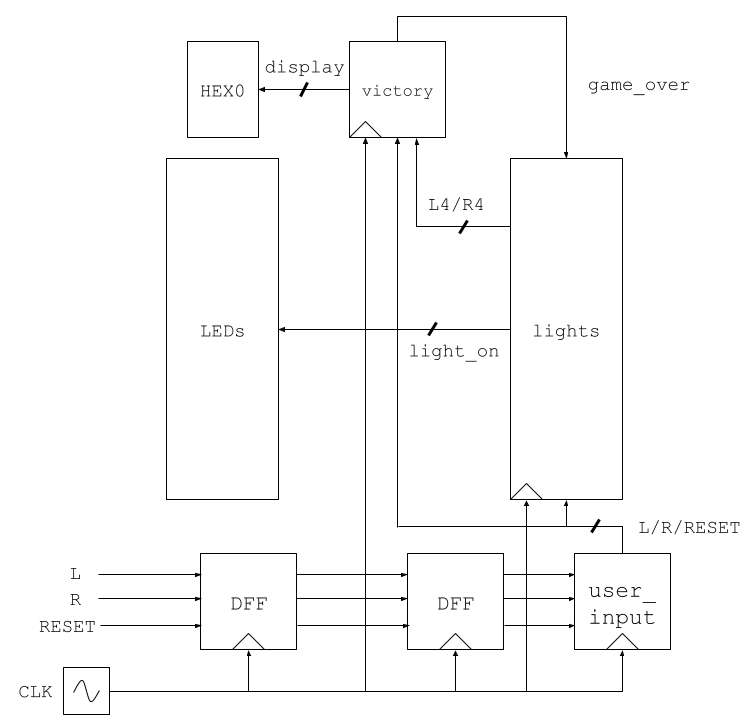 display
HEX0
victory
game_over
L4/R4
LEDs
lights
light_on
L/R/RESET
L
R
RESET
DFF
DFF
user_
input
CLK